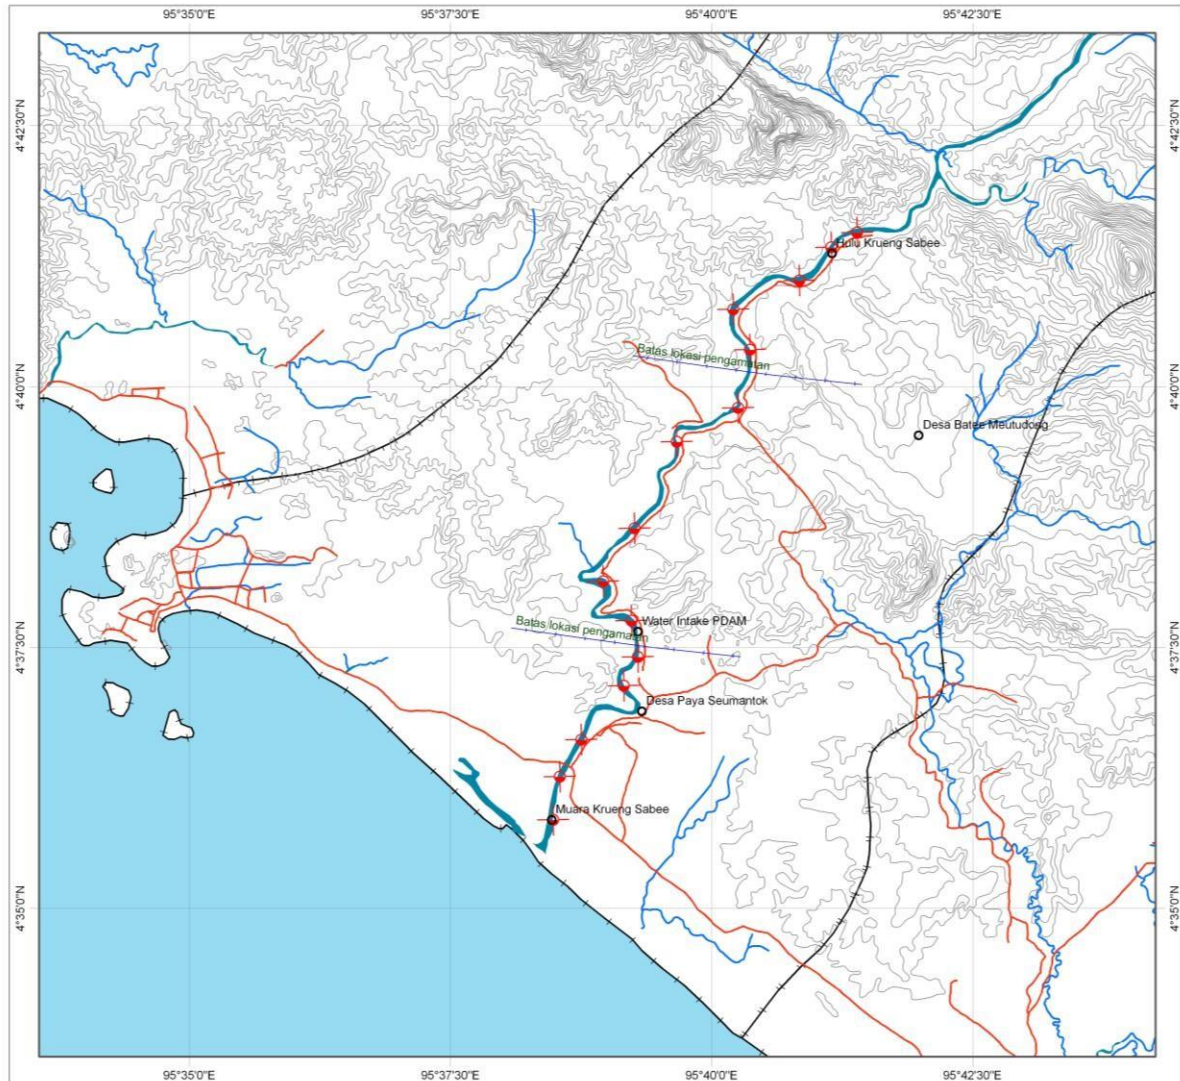 95°35'0"E
95°37'30"E
95°40'0"E
95°42'30"E
4°42'30"N
4°42'30"N
Hulu Krueng Sabee
Batas lokasi pengamatan
4°40'0"N
4°40'0"N
Desa Batee Meutudong
Water Intake PDAM
Batas lokasi pengamatan
4°37'30"N
4°37'30"N
Desa Paya Seumantok
Muara Krueng Sabee
4°35'0"N
4°35'0"N
95°35'0"E
95°37'30"E
95°40'0"E
95°42'30"E